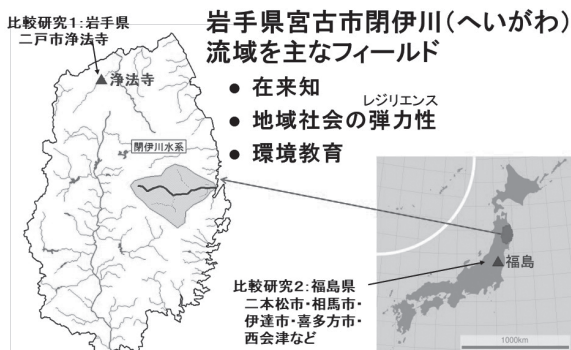 比較研究1:岩手県
二戸市浄法寺
岩手県宮古市閉伊川(へいがわ)
流域を主なフィールド
● 在来知
レジリエンス
● 地域社会の弾力性
● 環境教育
▲浄法寺
閉伊川水系
▲福島
比較研究2:福島県
二本松市・相馬市・
伊達市・喜多方市・
西会津など
1000km